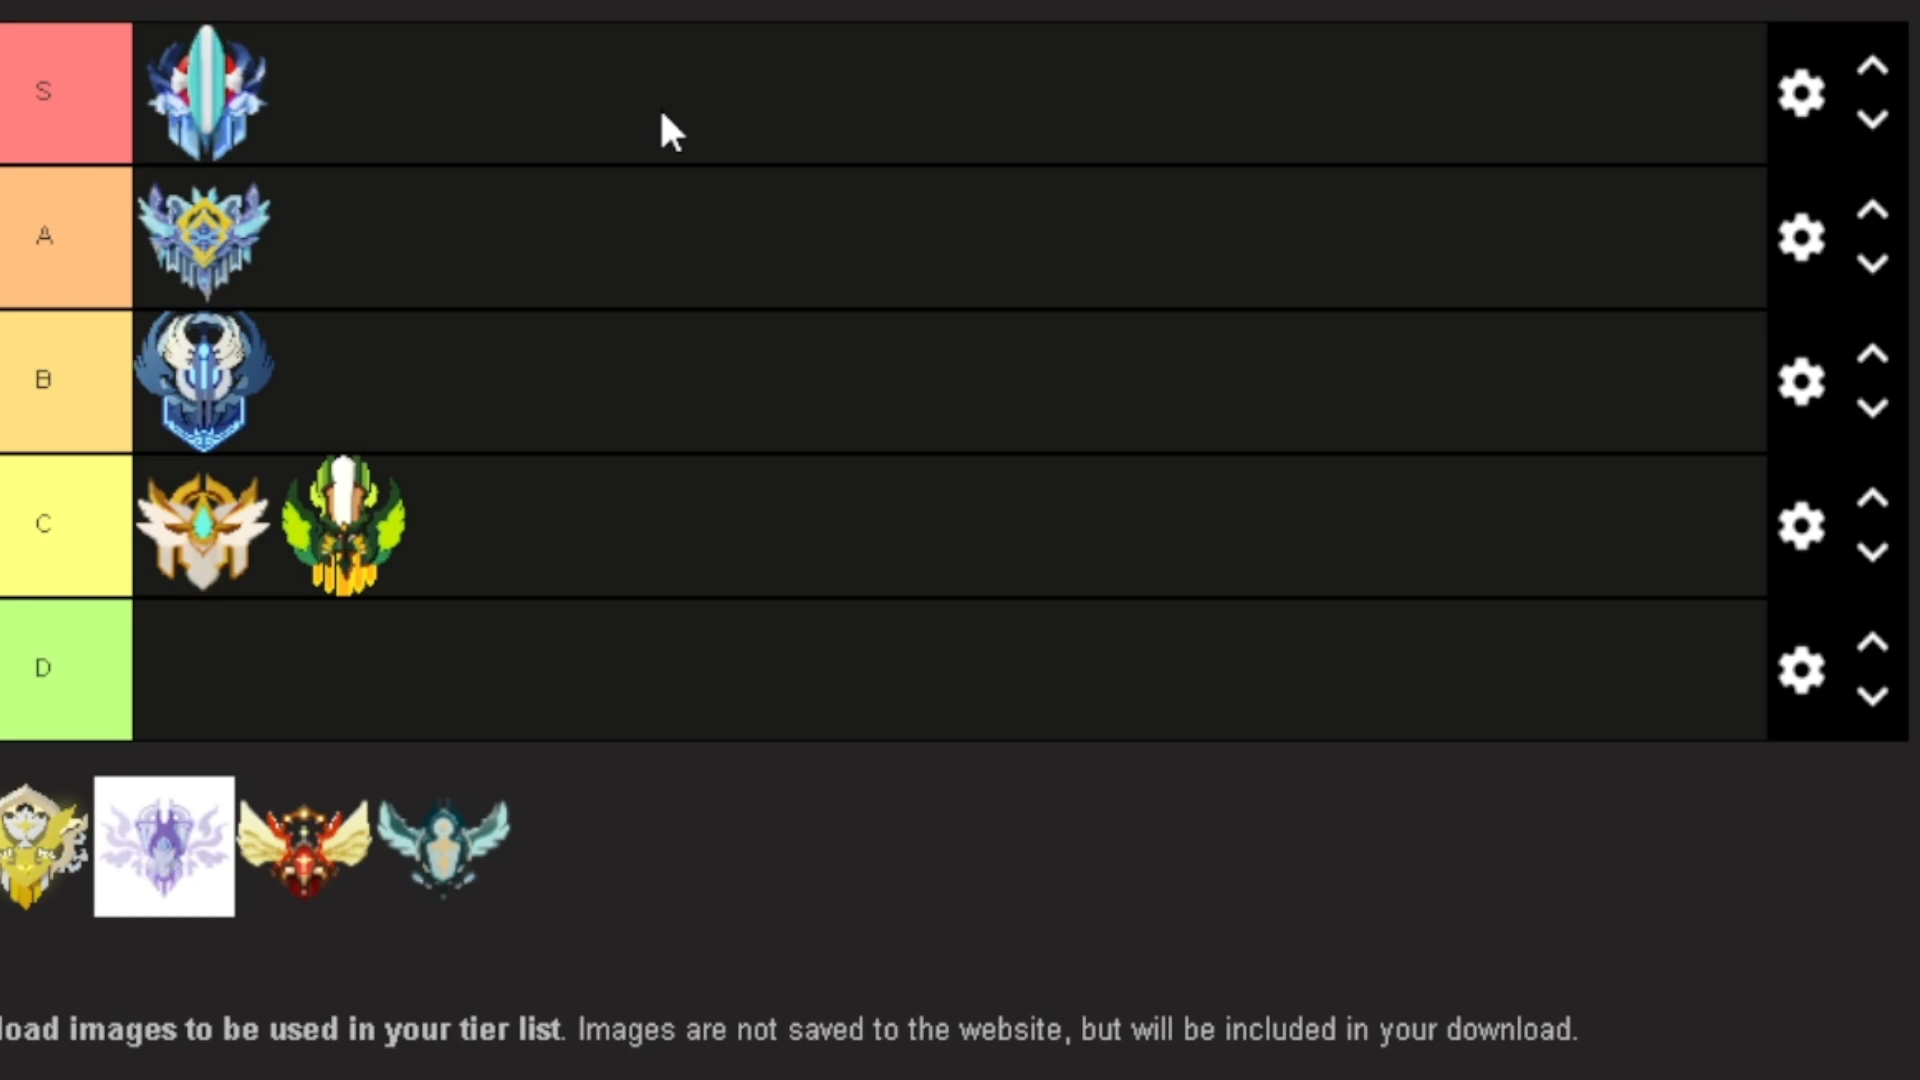 S
A
B
C
D
load images to be used in your tier list. Images are not saved to the website, but will be included in your download.